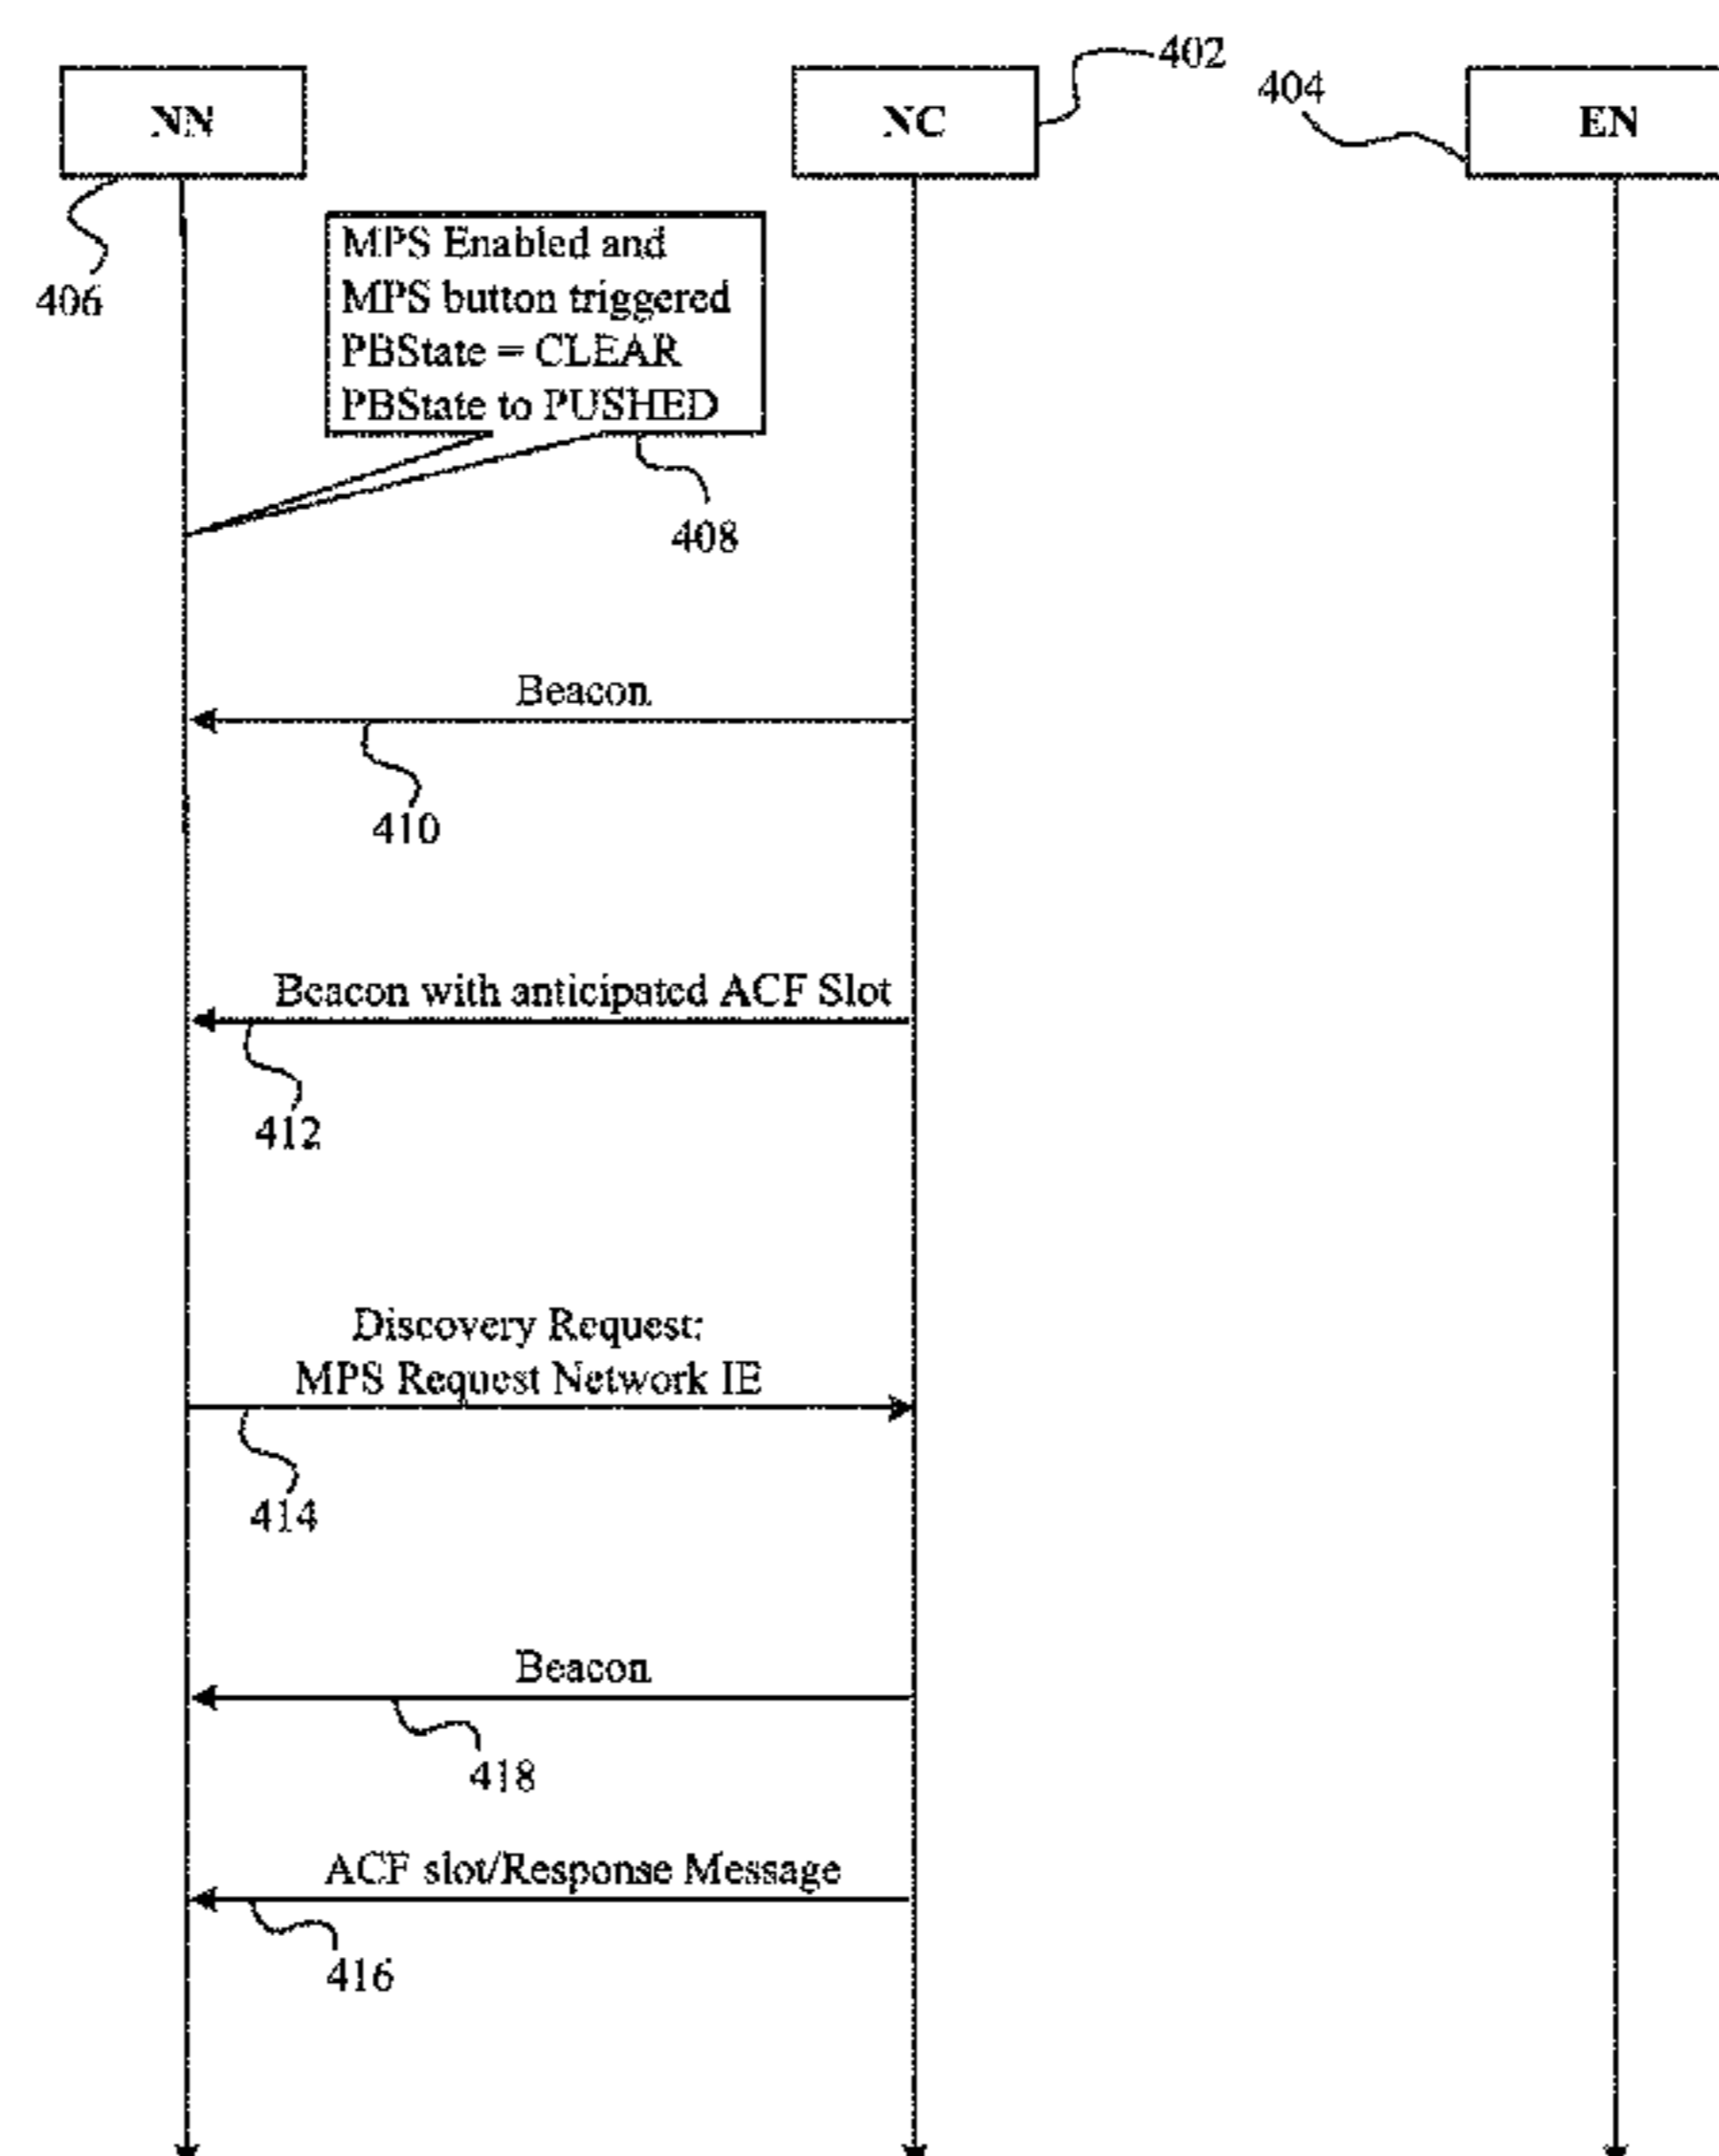 402
404
NN
NC
EN
406
MPS Enabled and
MPS button triggered
PBState = CLEAR
PBState to PUSHED
408
Beacon
410
Beacon with anticipated ACF Slot
412
Discovery Request:
MPS Request Network IE
414
Beacon
418
ACF slot/Response Message
416